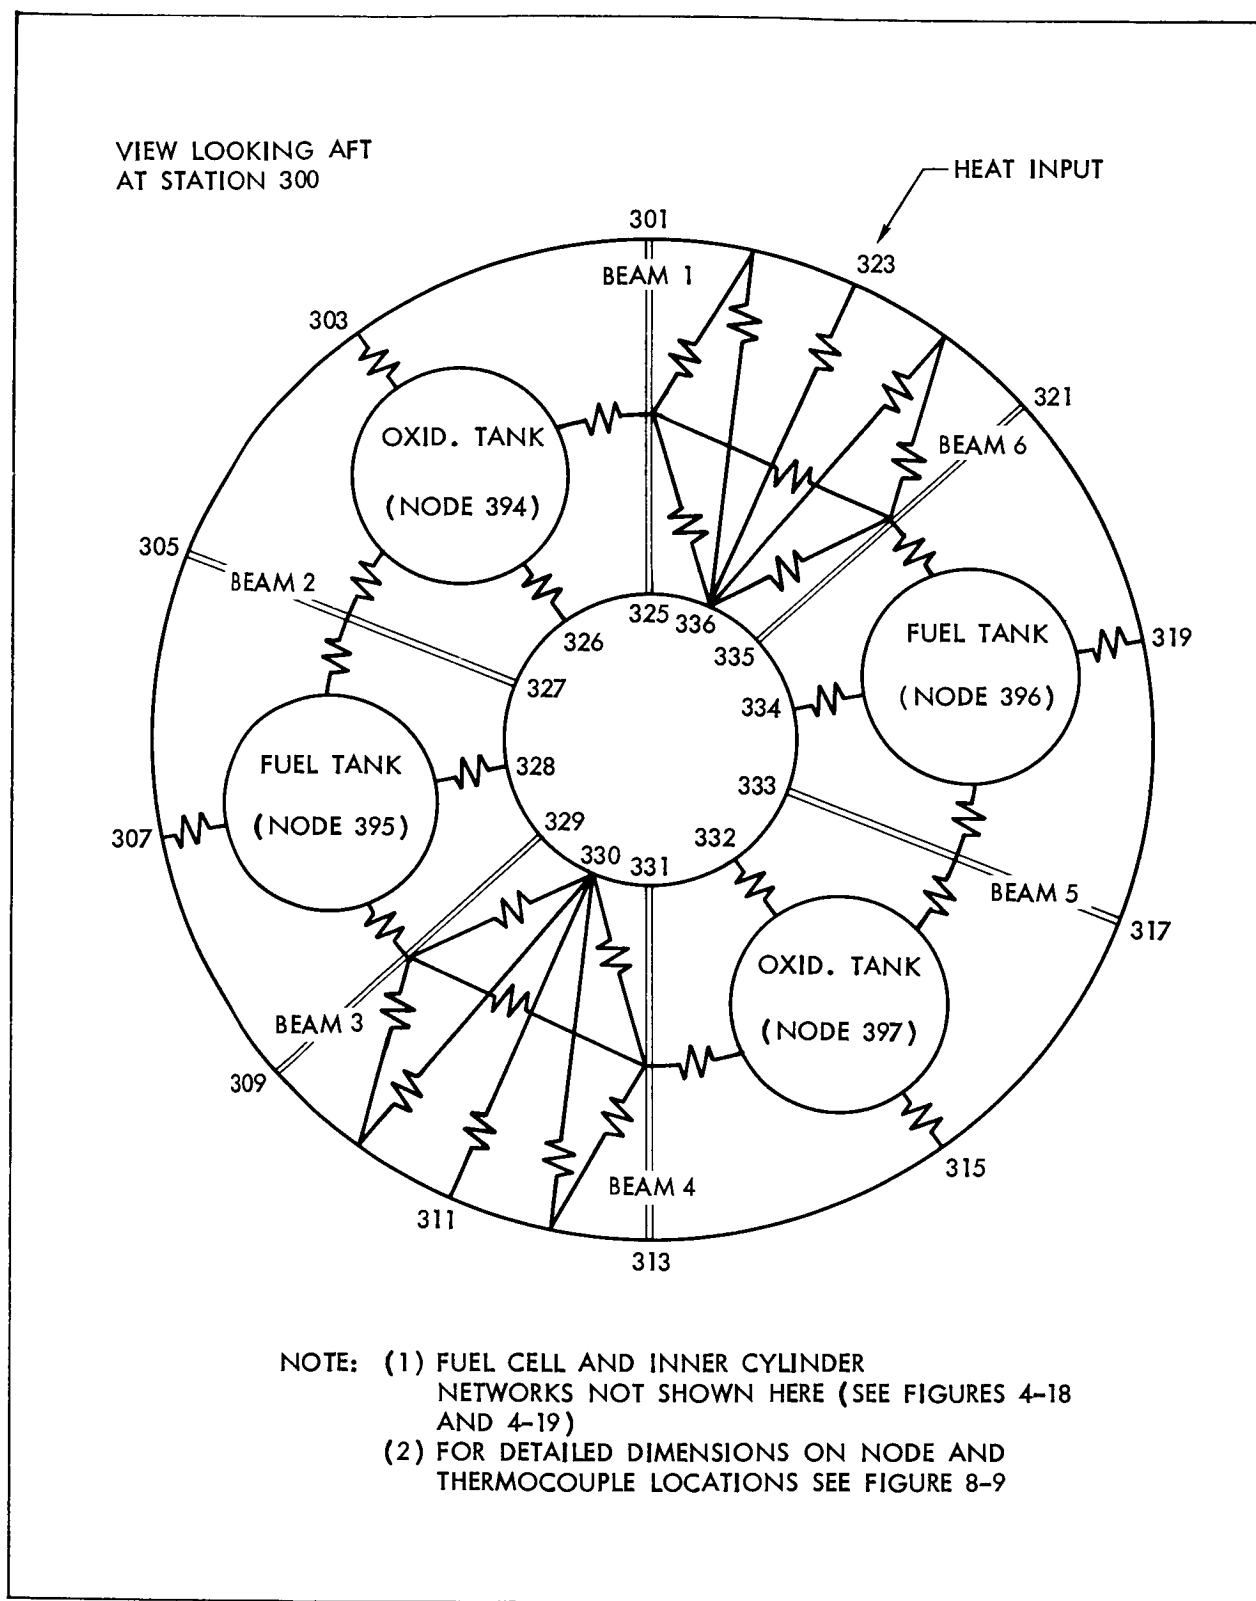 VIEW LOOKING AFT
AT STATION 300
HEAT INPUT
301
323
BEAM 1
303
321
BEAM 6
OXID. TANK
(NODE 394)
305
BEAM 2
325
336
326
335
FUEL TANK
(NODE 396)
319
327
334
FUEL TANK
(NODE 395)
328
333
307
329
332
330
331
BEAM 5
317
OXID. TANK
(NODE 397)
BEAM 3
309
315
BEAM 4
311
313
NOTE: (1) FUEL CELL AND INNER CYLINDER
NETWORKS NOT SHOWN HERE (SEE FIGURES 4-18
AND 4-19)
(2) FOR DETAILED DIMENSIONS ON NODE AND
THERMOCOUPLE LOCATIONS SEE FIGURE 8-9